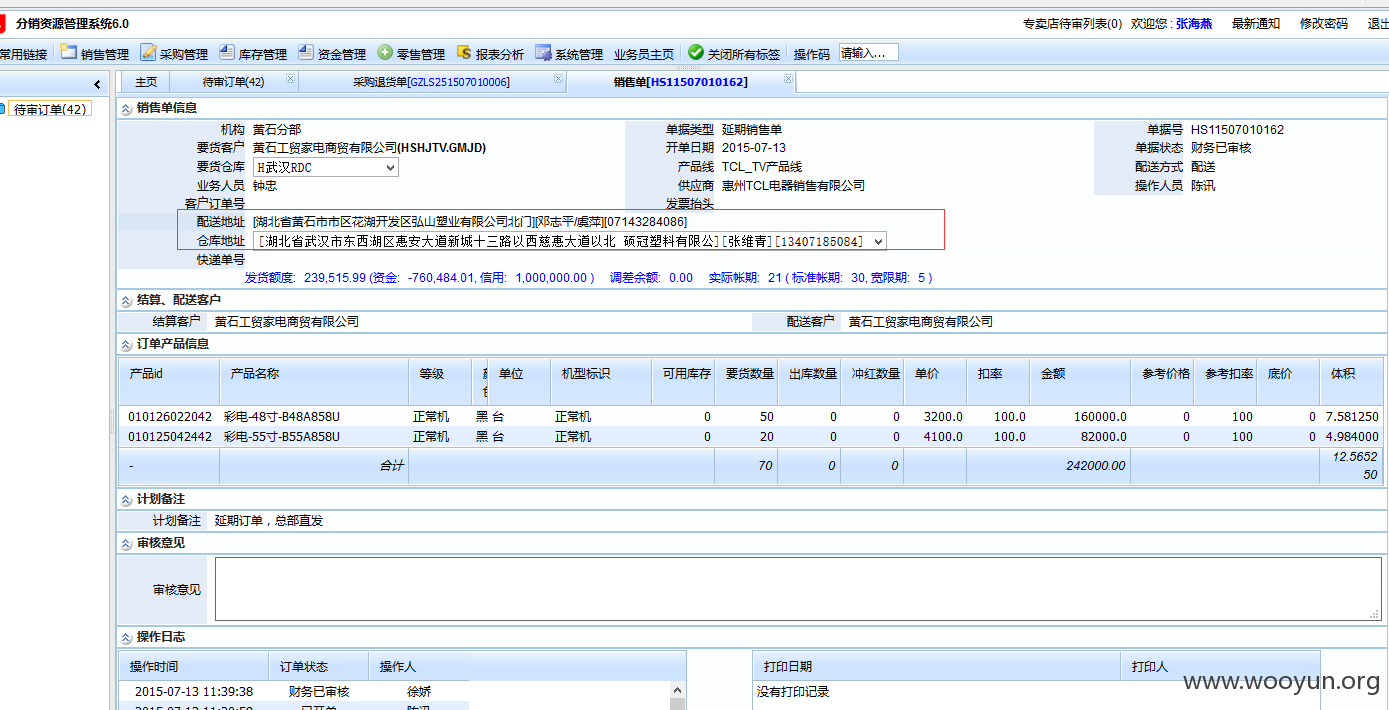 分销资源管理系统6.0
专卖店待审列表(0) 欢迎您 : 张海燕 最新通知 修改密码 退出
常用链接 销售管理 采购管理 库存管理 资金管理 零售管理 报表分析 系统管理 业务员主页 关闭所有标签 操作码 请输入...
主页 待审订单(42) 采购退货单[GZLS251507010006] 销售单[HS11507010162]
待审订单(42)
销售单信息
机构 黄石分部 单据类型 延期销售单 单据号 HS11507010162
要货客户 黄石工贸家电商贸有限公司(HSHJTV.GMJD) 开单日期 2015-07-13 单据状态 财务已审核
要货仓库 H武汉RDC 产品线 TCL_TV产品线 配送方式 配送
业务人员 钟忠 供应商 惠州TCL电器销售有限公司 操作人员 陈讯
客户订单号 发票抬头
配送地址 [湖北省黄石市市区花湖开发区弘山塑业有限公司北门][邓志平/虞萍][07143284086]
仓库地址 [湖北省武汉市东西湖区惠安大道新城十三路以西慈惠大道以北 硕冠塑料有限公][张维青][13407185084]
快递单号
发货额度: 239,515.99 (资金: -760,484.01, 信用: 1,000,000.00 ) 调差余额: 0.00 实际帐期: 21 ( 标准帐期: 30, 宽限期: 5 )
结算、配送客户
结算客户 黄石工贸家电商贸有限公司 配送客户 黄石工贸家电商贸有限公司
订单产品信息
产品id 产品名称 等级 单位 机型标识 可用库存 要货数量 出库数量 冲红数量 单价 扣率 金额 参考价格 参考扣率 底价 体积
010126022042 彩电-48寸-B48A858U 正常机 黑 台 正常机 0 50 0 0 3200.0 100.0 160000.0 0 100 0 7.581250
010125042442 彩电-55寸-B55A858U 正常机 黑 台 正常机 0 20 0 0 4100.0 100.0 82000.0 0 100 0 4.984000
- 合计 70 0 0 242000.00 12.5652
50
计划备注
计划备注 延期订单，总部直发
审核意见
审核意见
操作日志
操作时间 订单状态 操作人 打印日期 打印人
2015-07-13 11:39:38 财务已审核 徐娇 没有打印记录
www.wooyun.org